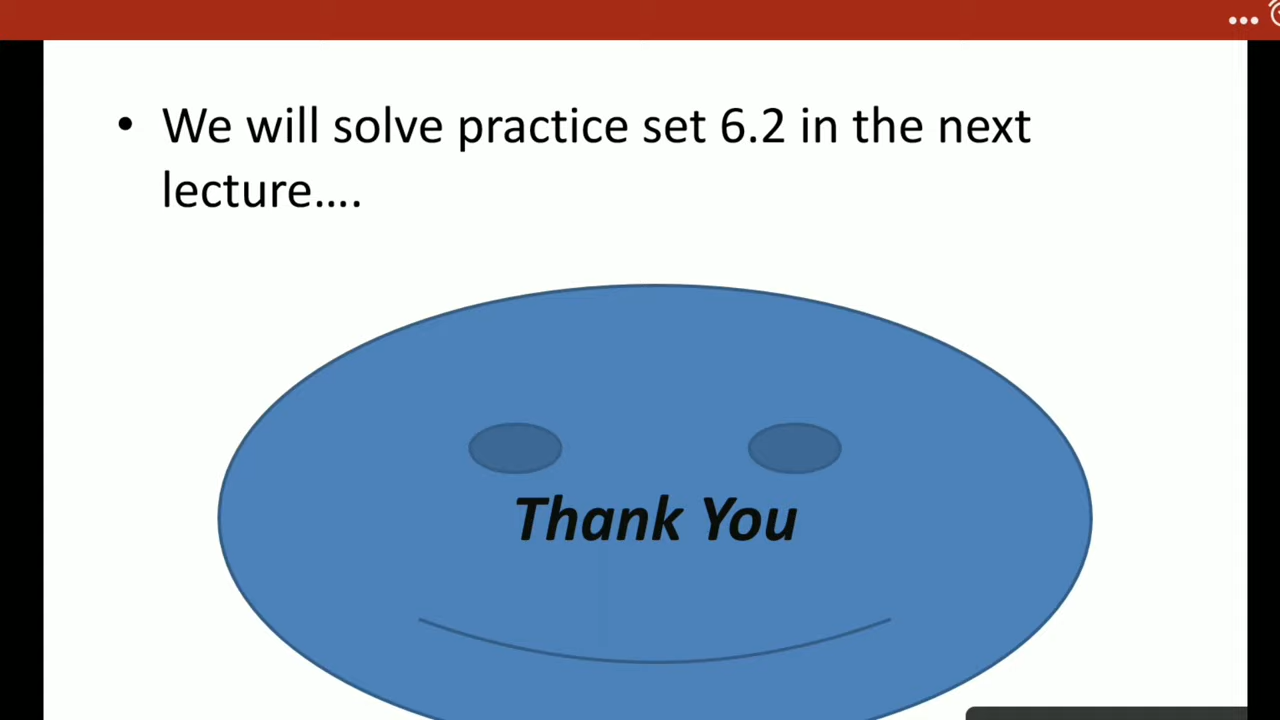 • We will solve practice set 6.2 in the next
lecture....
Thank You